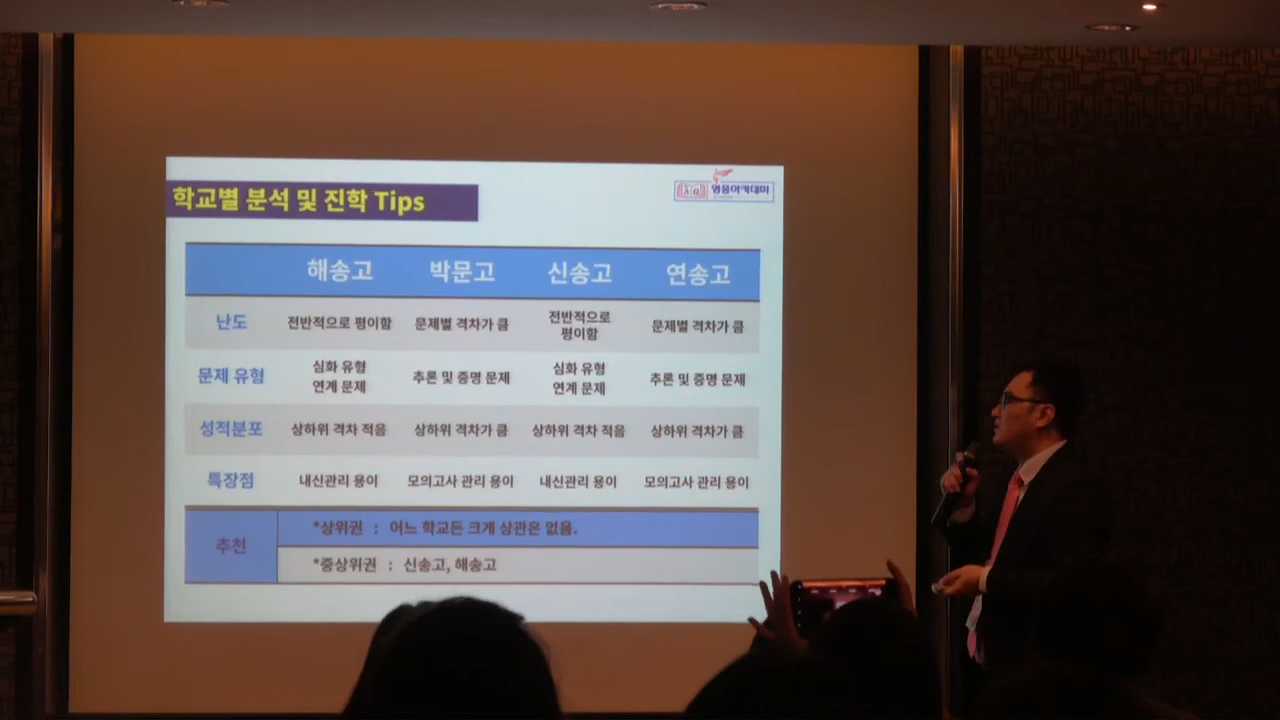 학교별 분석 및 진학 Tips
영웅아카데미
해송고 박문고 신송고 연송고
난도 전반적으로 평이함 문제별 격차가 큼 전반적으로 평이함 문제별 격차가 큼
문제 유형 심화 유형 연계 문제 추론 및 증명 문제 심화 유형 연계 문제 추론 및 증명 문제
성적분포 상하위 격차 적음 상하위 격차가 큼 상하위 격차 적음 상하위 격차가 큼
특장점 내신관리 용이 모의고사 관리 용이 내신관리 용이 모의고사 관리 용이
추천
*상위권 : 어느 학교든 크게 상관은 없음.
*중상위권 : 신송고, 해송고